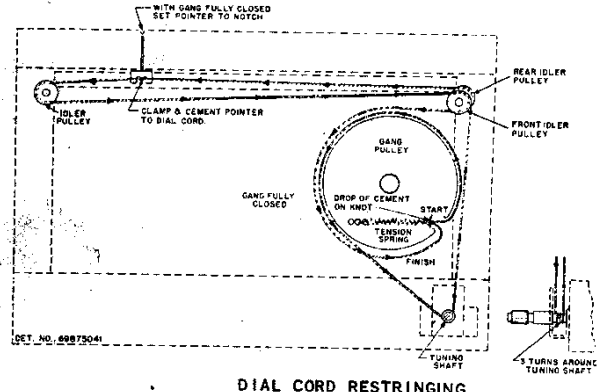 WITH GANG FULLY CLOSED
SET POINTER TO NOTCH
REAR IDLER
PULLEY
IDLER
PULLEY
CLAMP & CEMENT POINTER
TO DIAL CORD.
FRONT IDLER
PULLEY
GANG
PULLEY
GANG FULLY
CLOSED
DROP OF CEMENT
ON KNOT
START
TENSION
SPRING
FINISH
DET. NO. 69B75041
TUNING
SHAFT
3 TURNS AROUND
TUNING SHAFT
DIAL CORD RESTRINGING